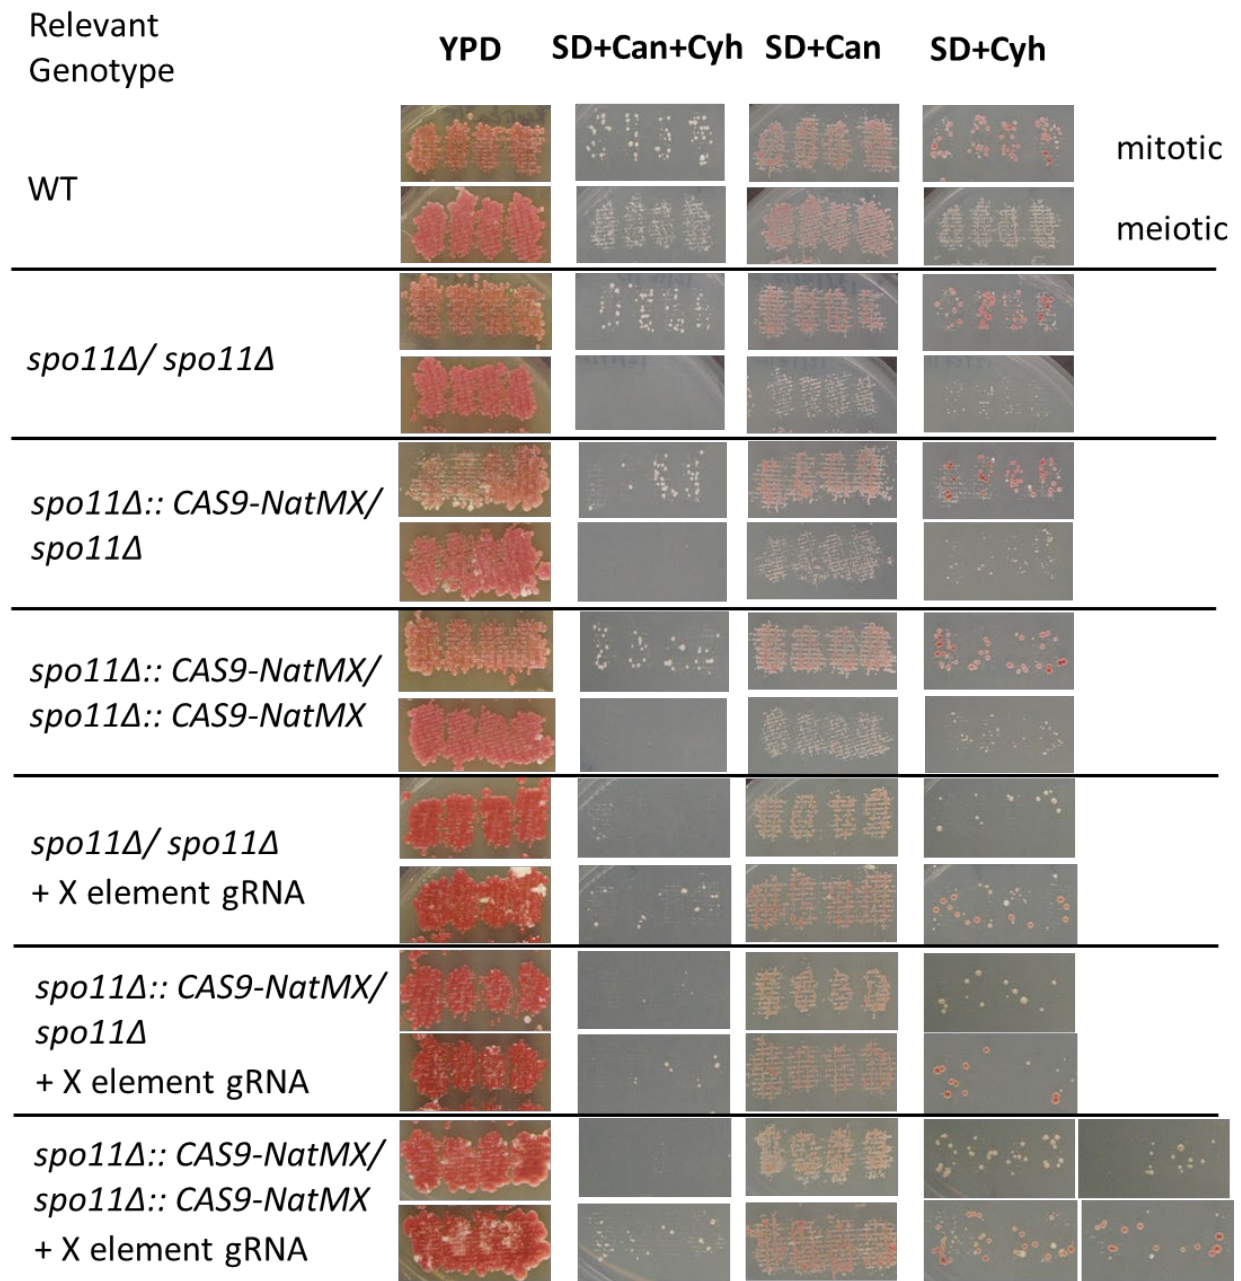 Relevant
Genotype
YPD SD+Can+Cyh SD+Can SD+Cyh
WT
mitotic
meiotic
spo11Δ/ spo11Δ
spo11Δ:: CAS9-NatMX/
spo11Δ
spo11Δ:: CAS9-NatMX/
spo11Δ:: CAS9-NatMX
spo11Δ/ spo11Δ
+ X element gRNA
spo11Δ:: CAS9-NatMX/
spo11Δ
+ X element gRNA
spo11Δ:: CAS9-NatMX/
spo11Δ:: CAS9-NatMX
+ X element gRNA